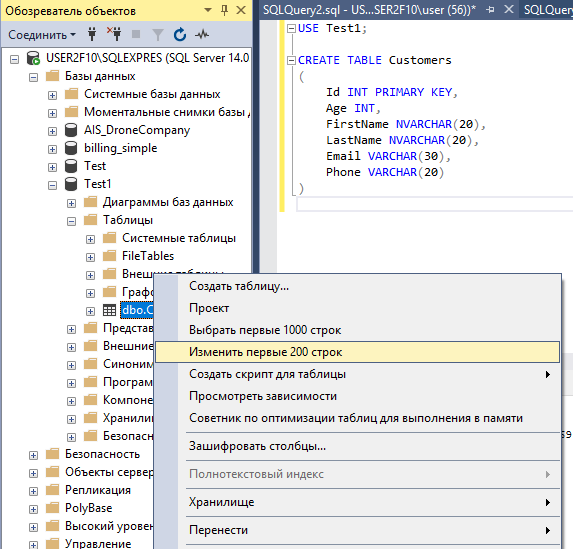 Обозреватель объектов
Соединить
USER2F10\SQLEXPRES (SQL Server 14.0
Базы данных
Системные базы данных
Моментальные снимки базы
AIS_DroneCompany
billing_simple
Test
Test1
Диаграммы баз данных
Таблицы
Системные таблицы
FileTables
Внешние таблицы
Граф
dbo.C
Представ
Внешние
Синоним
Програм
Компоне
Хранили
Безопасно
Безопасность
Объекты сервер
Репликация
PolyBase
Высокий уровен
Управление
SQLQuery2.sql - US...SER2F10\user (56))*
SQLQuery
USE Test1;
CREATE TABLE Customers
(
Id INT PRIMARY KEY,
Age INT,
FirstName NVARCHAR(20),
LastName NVARCHAR(20),
Email VARCHAR(30),
Phone VARCHAR(20)
)
Создать таблицу...
Проект
Выбрать первые 1000 строк
Изменить первые 200 строк
Создать скрипт для таблицы
Просмотреть зависимости
Советник по оптимизации таблиц для выполнения в памяти
Зашифровать столбцы...
Полнотекстовый индекс
Хранилище
Перенести